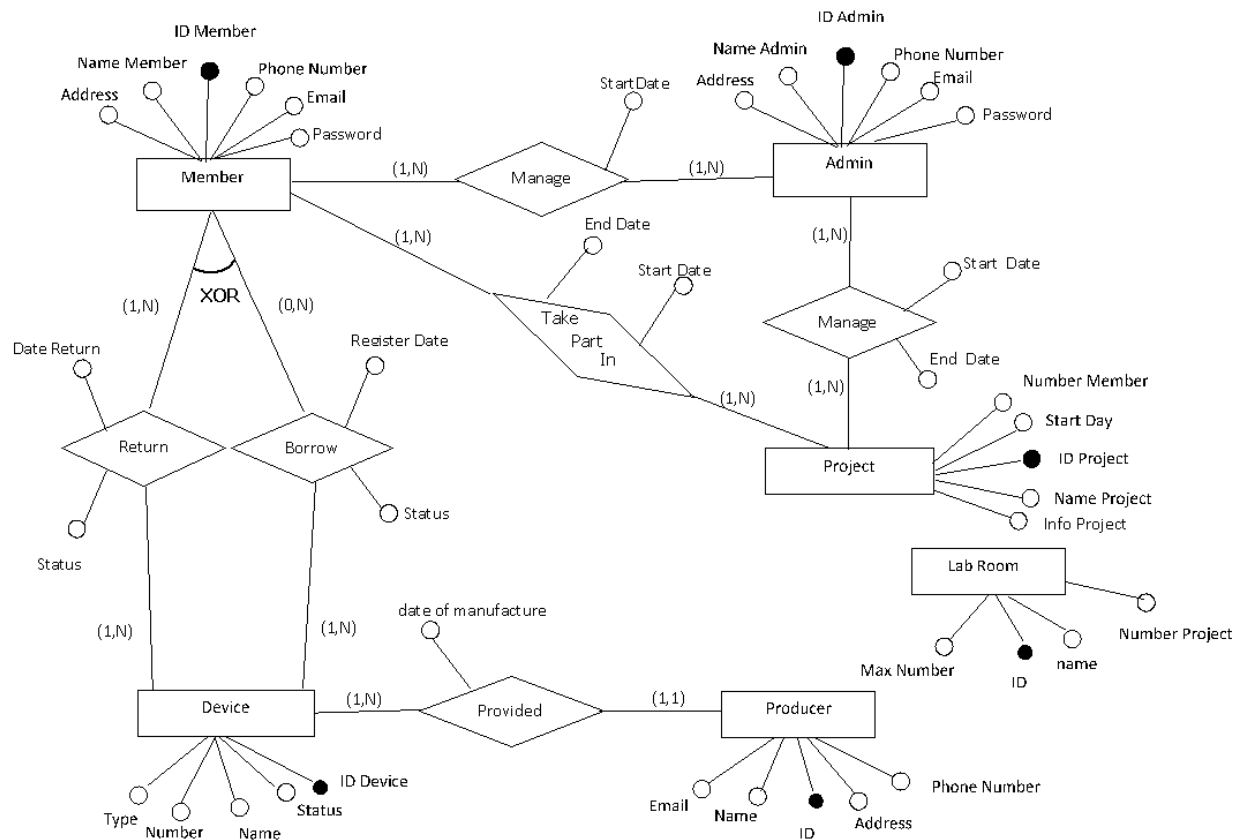 ID Member
Name Member
Phone Number
Address
Email
Password
Member
ID Admin
Name Admin
Phone Number
Address
Email
Password
Admin
StartDate
(1,N)
Manage
(1,N)
(1,N)
End Date
Start Date
Take
Part
In
(1,N)
(1,N)
Start Date
Manage
End Date
(1,N)
XOR
(1,N)
(0,N)
Date Return
Register Date
Return
Borrow
Status
Status
(1,N)
(1,N)
Number Member
Start Day
Project
ID Project
Name Project
Info Project
Lab Room
Max Number
ID
name
Number Project
date of manufacture
Device
(1,N)
Provided
(1,1)
Producer
Type
Number
Name
Status
ID Device
Email
Name
ID
Address
Phone Number